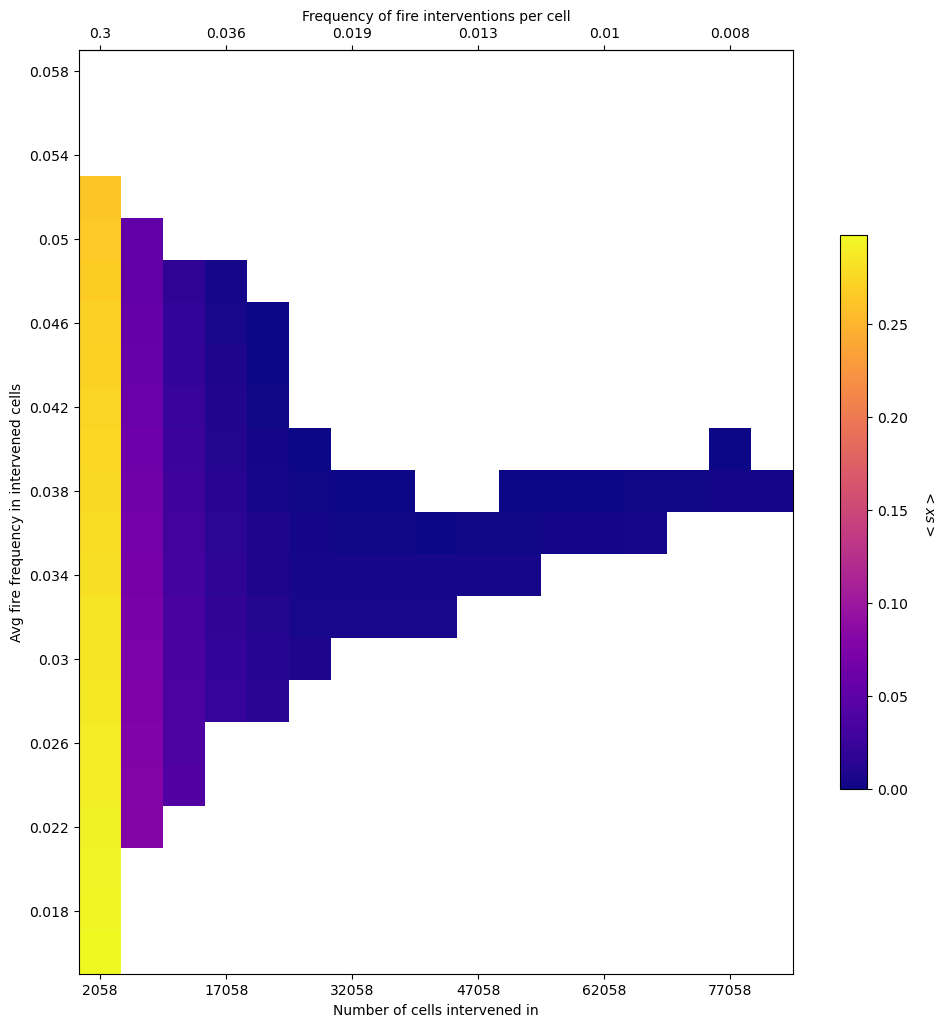 Frequency of fire interventions per cell
0.3 0.036 0.019 0.013 0.01 0.008
0.058
0.054
0.05
0.046
0.042
0.038
0.034
0.03
0.026
0.022
0.018
Avg fire frequency in intervened cells
2058 17058 32058 47058 62058 77058
Number of cells intervened in
0.25
0.20
0.15
0.10
0.05
0.00
< sx >